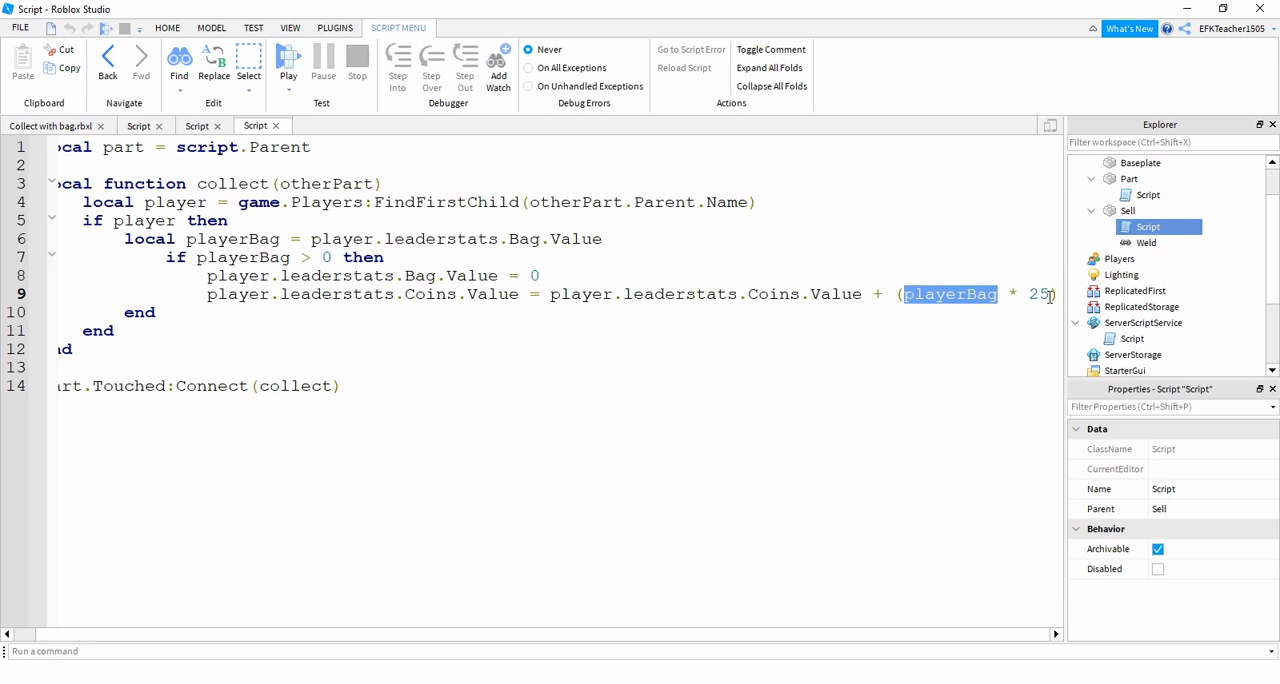 Script - Roblox Studio
FILE HOME MODEL TEST VIEW PLUGINS SCRIPT MENU What's New EFKTeacher1505
Paste Cut Copy Back Fwd Find Replace Select Play Pause Stop Step Into Step Over Step Out Add Watch
Never
On All Exceptions
On Unhandled Exceptions
Go to Script Error
Reload Script
Toggle Comment
Expand All Folds
Collapse All Folds
Clipboard Navigate Edit Test Debugger Debug Errors Actions
Collect with bag.rbxl Script Script Script
1 ocal part = script.Parent
2
3 ocal function collect(otherPart)
4 local player = game.Players:FindFirstChild(otherPart.Parent.Name)
5 if player then
6 local playerBag = player.leaderstats.Bag.Value
7 if playerBag > 0 then
8 player.leaderstats.Bag.Value = 0
9 player.leaderstats.Coins.Value = player.leaderstats.Coins.Value + (playerBag * 25)
10 end
11 end
12 nd
13
14 art.Touched:Connect(collect)
Explorer
Filter workspace (Ctrl+Shift+X)
Baseplate
Part
Script
Sell
Script
Weld
Players
Lighting
ReplicatedFirst
ReplicatedStorage
ServerScriptService
Script
ServerStorage
StarterGui
Properties - Script "Script"
Filter Properties (Ctrl+Shift+P)
Data
ClassName Script
CurrentEditor
Name Script
Parent Sell
Behavior
Archivable
Disabled
Run a command